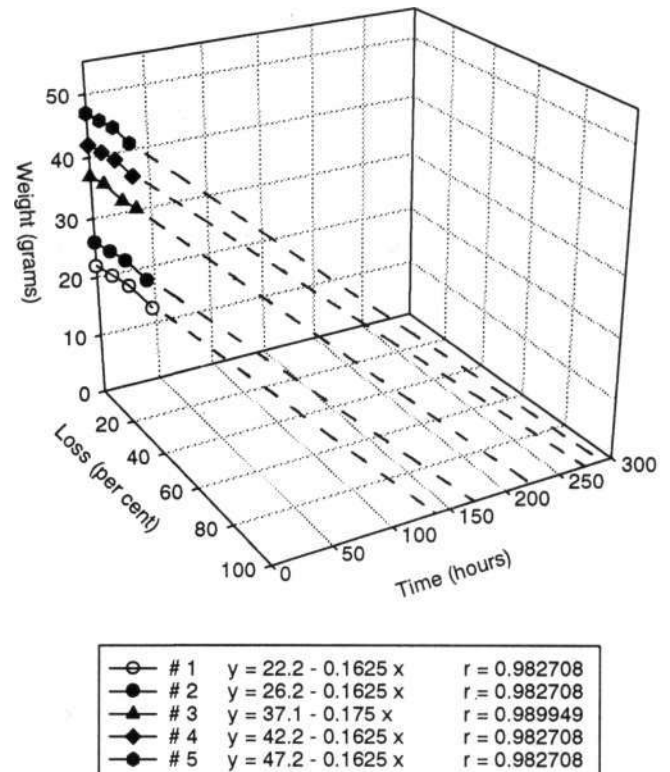 50
40
30
20
10
0
Weight (grams)
20
40
60
80
100
Loss (per cent)
0
50
100
150
200
250
300
Time (hours)
# 1 y = 22.2 - 0.1625 x r = 0.982708
# 2 y = 26.2 - 0.1625 x r = 0.982708
# 3 y = 37.1 - 0.175 x r = 0.989949
# 4 y = 42.2 - 0.1625 x r = 0.982708
# 5 y = 47.2 - 0.1625 x r = 0.982708